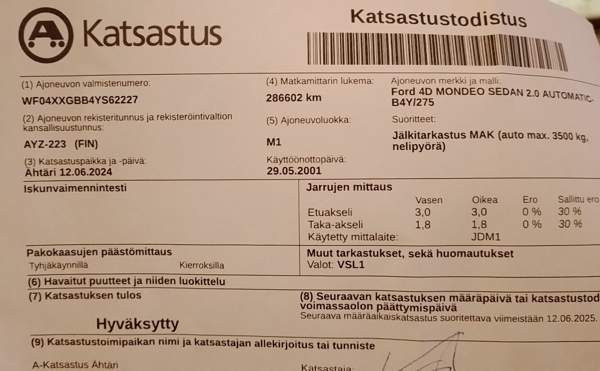 A Katsastus
Katsastustodistus
(1) Ajoneuvon valmistenumero:
WF04XXGBB4YS62227
(4) Matkamittarin lukema:
286602 km
Ajoneuvon merkki ja malli:
Ford 4D MONDEO SEDAN 2.0 AUTOMATIC-
B4Y/275
(2) Ajoneuvon rekisteritunnus ja rekisteröintivaltion
kansallisuustunnus:
AYZ-223 (FIN)
(5) Ajoneuvoluokka:
M1
Suoritteet:
Jälkitarkastus MAK (auto max. 3500 kg,
nelipyörä)
(3) Katsastuspaikka ja -päivä:
Ähtäri 12.06.2024
Käyttöönottopäivä:
29.05.2001
Iskunvaimennintesti
Jarrujen mittaus
Vasen Oikea Ero Sallittu ero
Etuakseli 3,0 3,0 0 % 30 %
Taka-akseli 1,8 1,8 0 % 30 %
Käytetty mittalaite: JDM1
Pakokaasujen päästömittaus
Tyhjäkäynnillä Kierroksilla
Muut tarkastukset, sekä huomautukset
Valot: VSL1
(6) Havaitut puutteet ja niiden luokittelu
(7) Katsastuksen tulos
Hyväksytty
(8) Seuraavan katsastuksen määräpäivä tai katsastustod
voimassaolon päättymispäivä
Seuraava määräaikaiskatsastus suoritettava viimeistään 12.06.2025.
(9) Katsastustoimipaikan nimi ja katsastajan allekirjoitus tai tunniste
A-Katsastus Ähtäri
Katsastaja: